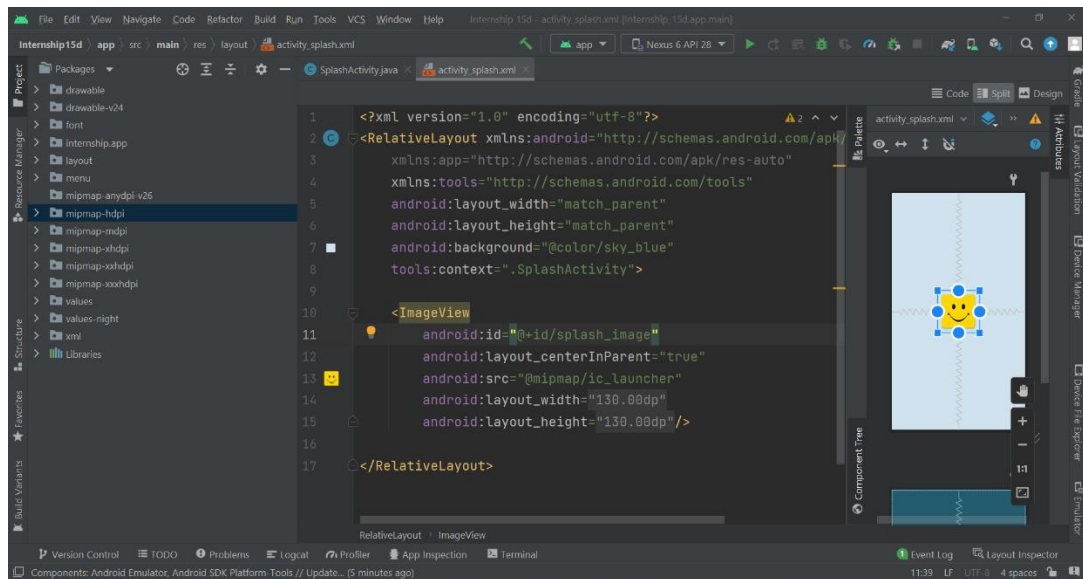 File Edit View Navigate Code Refactor Build Run Tools VCS Window Help Internship 15d - activity_splash.xml [Internship_15d.app.main]
Internship15d app src main res layout activity_splash.xml app Nexus 6 API 28
Packages SplashActivity.java activity_splash.xml
Code Split Design
drawable
drawable-v24
font
internship.app
layout
menu
mipmap-anydpi-v26
mipmap-hdpi
mipmap-mdpi
mipmap-xhdpi
mipmap-xxhdpi
mipmap-xxxhdpi
values
values-night
xml
Libraries
1 <?xml version="1.0" encoding="utf-8"?> 2
2 <RelativeLayout xmlns:android="http://schemas.android.com/apk/
3 xmlns:app="http://schemas.android.com/apk/res-auto"
4 xmlns:tools="http://schemas.android.com/tools"
5 android:layout_width="match_parent"
6 android:layout_height="match_parent"
7 android:background="@color/sky_blue"
8 tools:context=".SplashActivity">
9
10 <ImageView
11 android:id="@+id/splash_image"
12 android:layout_centerInParent="true"
13 android:src="@mipmap/ic_launcher"
14 android:layout_width="130.00dp"
15 android:layout_height="130.00dp"/>
16
17 </RelativeLayout>
RelativeLayout ImageView
activity_splash.xml
1:1
Project
Resource Manager
Structure
Favorites
Build Variants
Palette
Component Tree
Attributes
Gradle
Layout Validation
Device Manager
Device File Explorer
Emulator
Version Control TODO Problems Logcat Profiler App Inspection Terminal 1 Event Log Layout Inspector
Components: Android Emulator, Android SDK Platform-Tools // Update... (5 minutes ago) 11:39 LF UTF-8 4 spaces